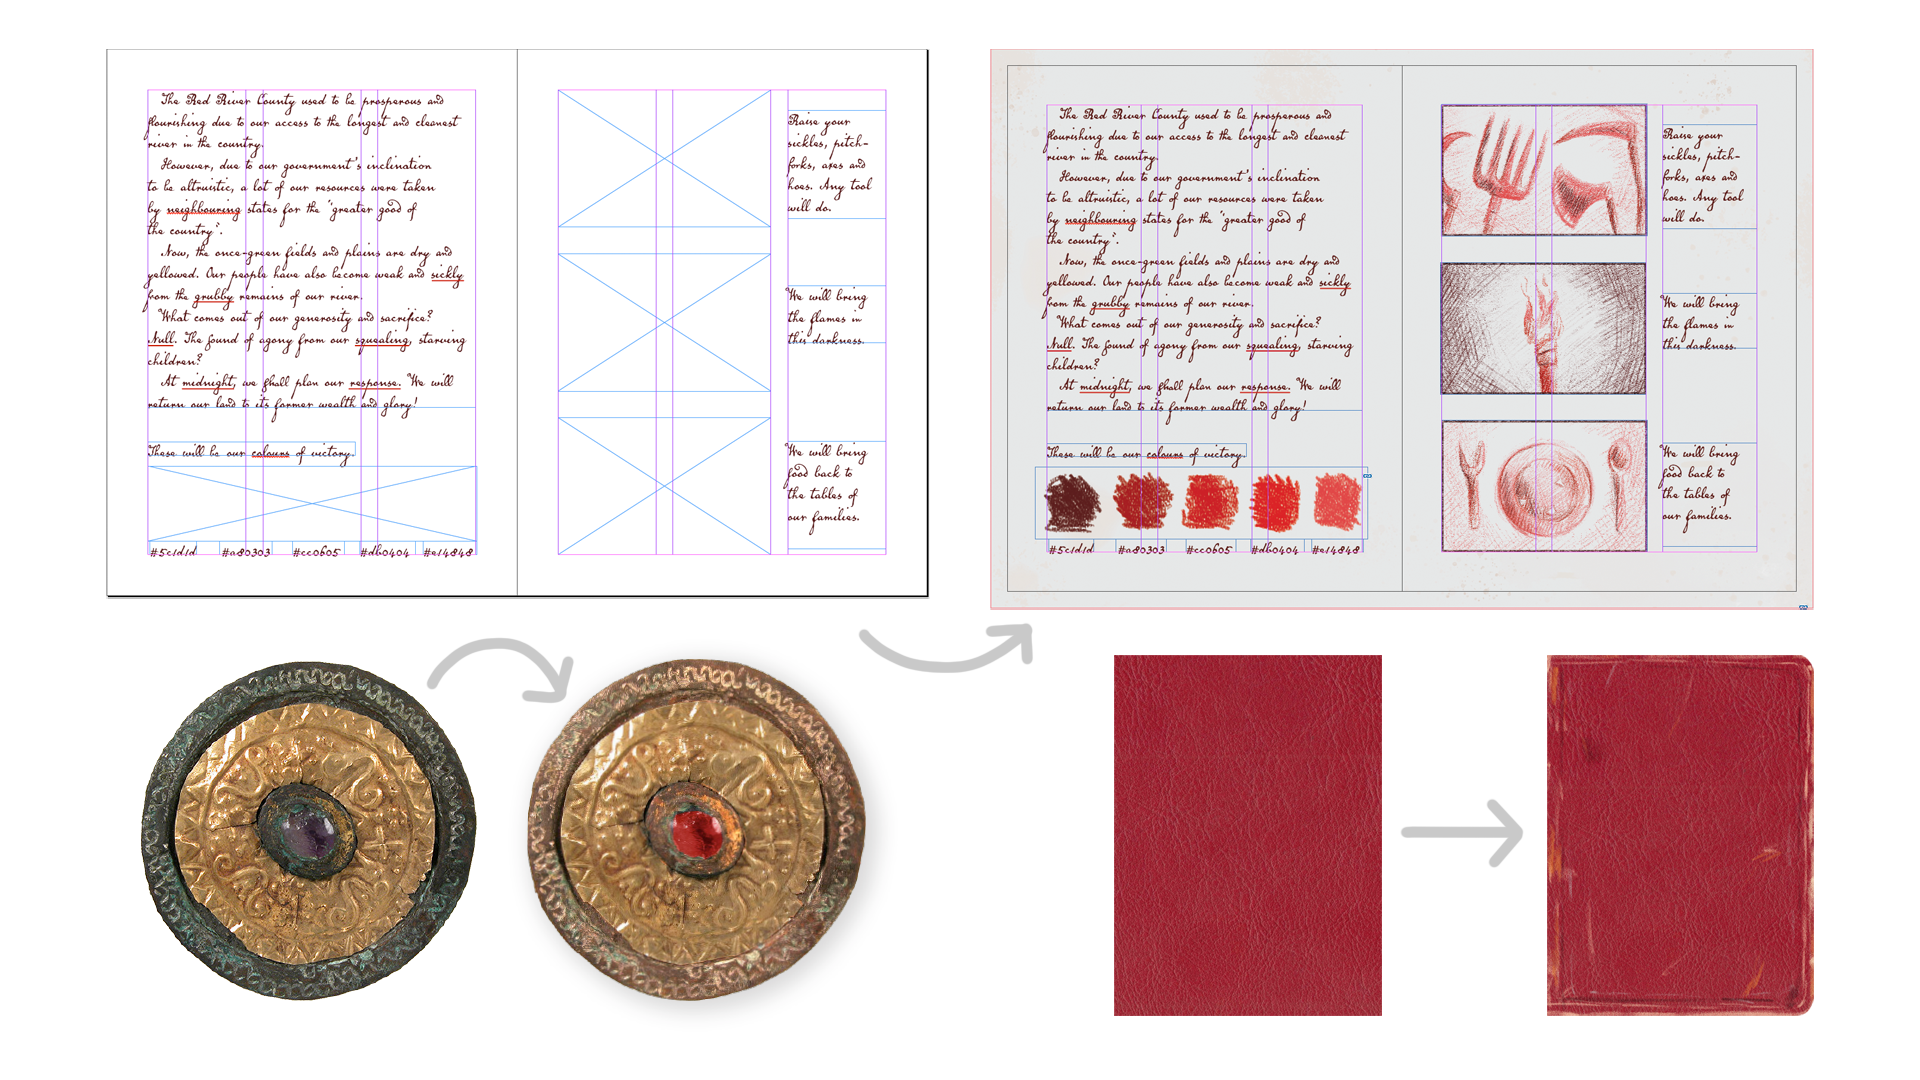 The Red River County used to be prosperous and
flourishing due to our access to the longest and cleanest
river in the country.
However, due to our government's inclination
to be altruistic, a lot of our resources were taken
by neighbouring states for the "greater good of
the country".
Now, the once-green fields and plains are dry and
yellowed. Our people have also become weak and sickly
from the grubby remains of our river.
What comes out of our generosity and sacrifice?
Null. The sound of agony from our squealing, starving
children?
At midnight, we shall plan our response. We will
return our land to its former wealth and glory!
These will be our colours of victory.
#5c1d1d #a80303 #cc0605 #db0404 #e14848
Raise your
sickles, pitch-
forks, axes and
hoes. Any tool
will do.
We will bring
the flames in
this darkness.
We will bring
food back to
the tables of
our families.
The Red River County used to be prosperous and
flourishing due to our access to the longest and cleanest
river in the country.
However, due to our government's inclination
to be altruistic, a lot of our resources were taken
by neighbouring states for the "greater good of
the country".
Now, the once-green fields and plains are dry and
yellowed. Our people have also become weak and sickly
from the grubby remains of our river.
What comes out of our generosity and sacrifice?
Null. The sound of agony from our squealing, starving
children?
At midnight, we shall plan our response. We will
return our land to its former wealth and glory!
These will be our colours of victory.
#5c1d1d #a80303 #cc0605 #db0404 #e14848
Raise your
sickles, pitch-
forks, axes and
hoes. Any tool
will do.
We will bring
the flames in
this darkness.
We will bring
food back to
the tables of
our families.